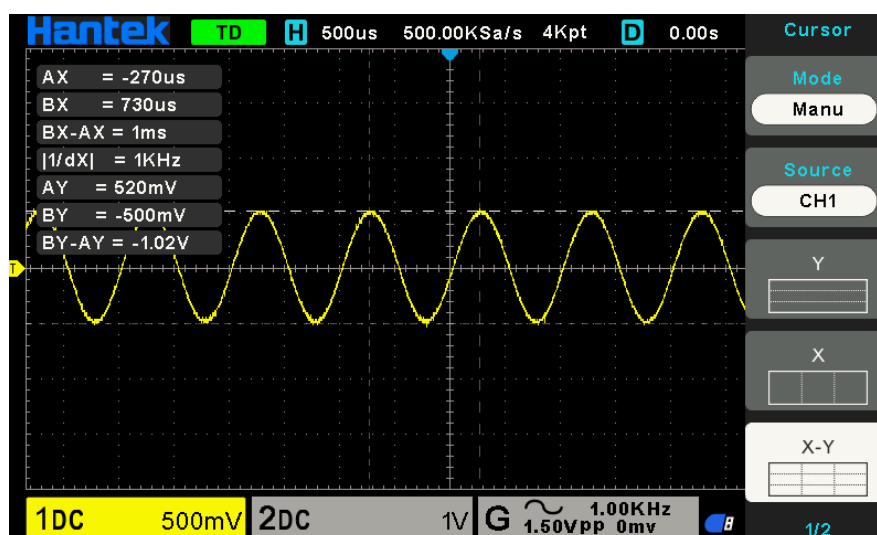 Hantek TD H 500us 500.00KSa/s 4Kpt D 0.00s
AX = -270us
BX = 730us
BX-AX = 1ms
|1/dX| = 1KHz
AY = 520mV
BY = -500mV
BY-AY = -1.02V
T
Cursor
Mode
Manu
Source
CH1
Y
X
X-Y
1/2
1DC 500mV 2DC 1V G 1.00KHz
1.50Vpp 0mv